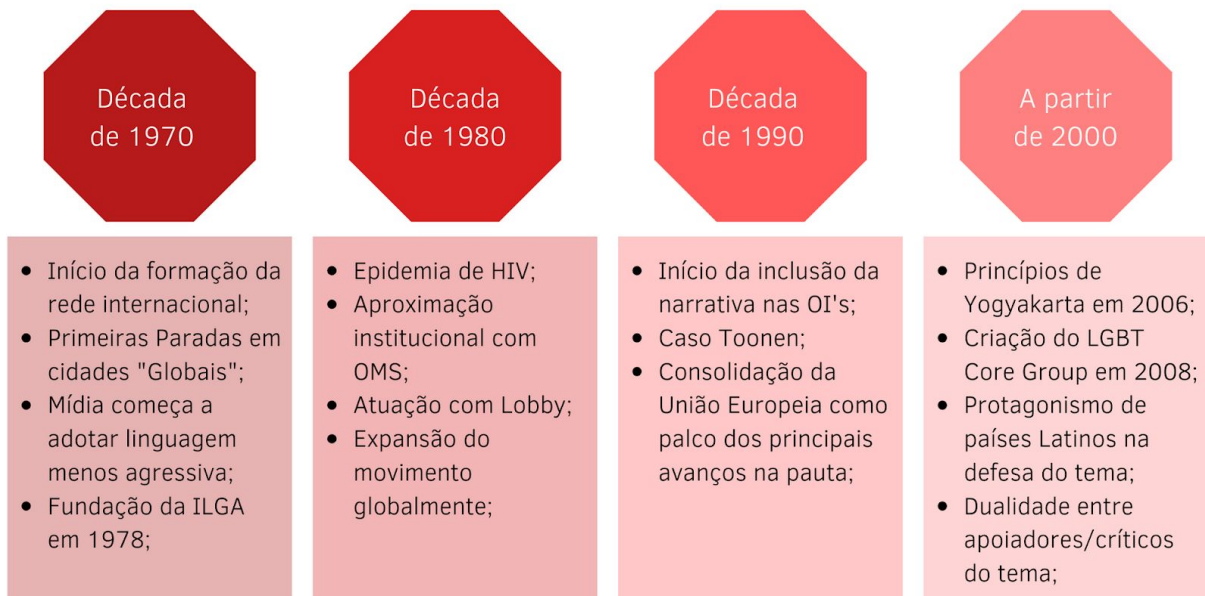 Década
de 1970
• Início da formação da
rede internacional;
• Primeiras Paradas em
cidades "Globais";
• Mídia começa a
adotar linguagem
menos agressiva;
• Fundação da ILGA
em 1978;
Década
de 1980
• Epidemia de HIV;
• Aproximação
institucional com
OMS;
• Atuação com Lobby;
• Expansão do
movimento
globalmente;
Década
de 1990
• Início da inclusão da
narrativa nas OI's;
• Caso Toonen;
• Consolidação da
União Europeia como
palco dos principais
avanços na pauta;
A partir
de 2000
• Princípios de
Yogyakarta em 2006;
• Criação do LGBT
Core Group em 2008;
• Protagonismo de
países Latinos na
defesa do tema;
• Dualidade entre
apoiadores/críticos
do tema;